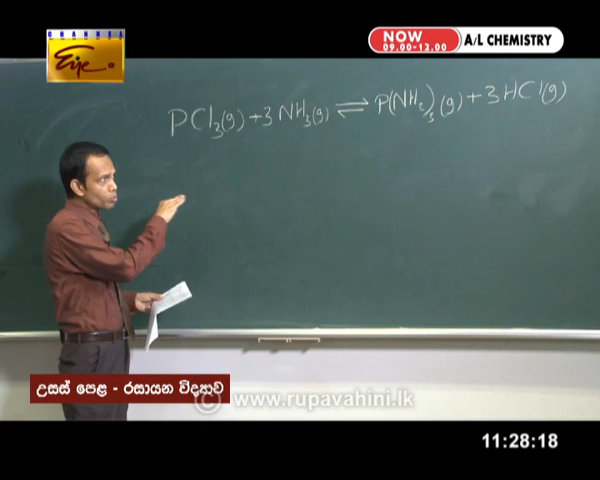 CHANNEL
Eye
NOW
09.00-12.00
A/L CHEMISTRY
PCl₃(g) + 3NH₃(g) ⇌ P(NH₂)₃(g) + 3HCl(g)
උසස් පෙළ - රසායන විද්‍යාව
© www.rupavahini.lk
11:28:18